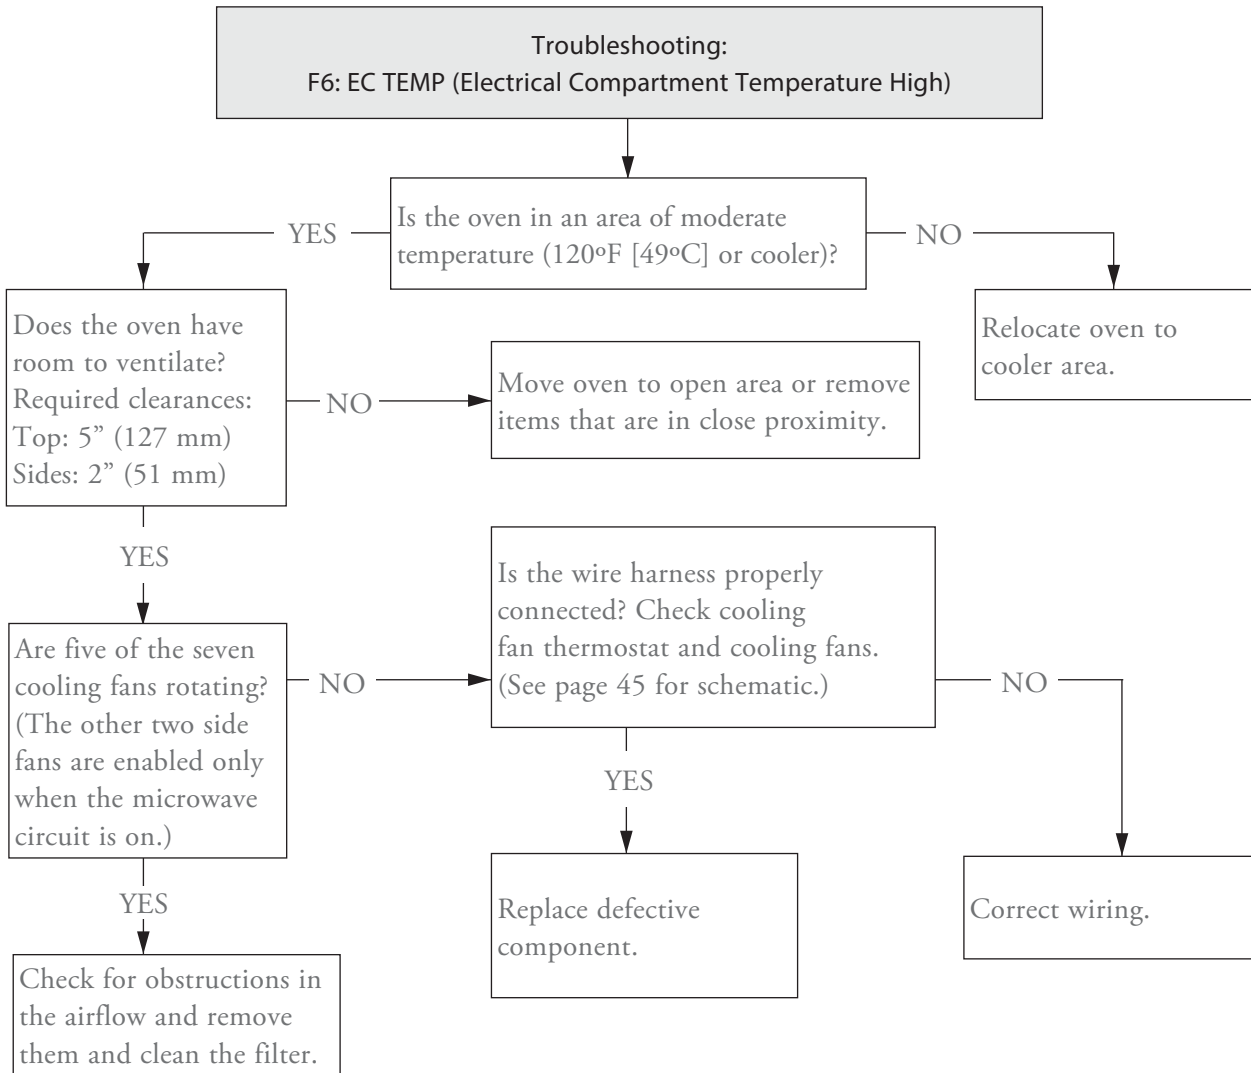 Troubleshooting:
F6: EC TEMP (Electrical Compartment Temperature High)
Is the oven in an area of moderate
temperature (120ºF [49ºC] or cooler)?
YES
NO
Does the oven have
room to ventilate?
Required clearances:
Top: 5” (127 mm)
Sides: 2” (51 mm)
Relocate oven to
cooler area.
NO
Move oven to open area or remove
items that are in close proximity.
YES
Are five of the seven
cooling fans rotating?
(The other two side
fans are enabled only
when the microwave
circuit is on.)
NO
Is the wire harness properly
connected? Check cooling
fan thermostat and cooling fans.
(See page 45 for schematic.)
NO
YES
YES
Replace defective
component.
Correct wiring.
Check for obstructions in
the airflow and remove
them and clean the filter.